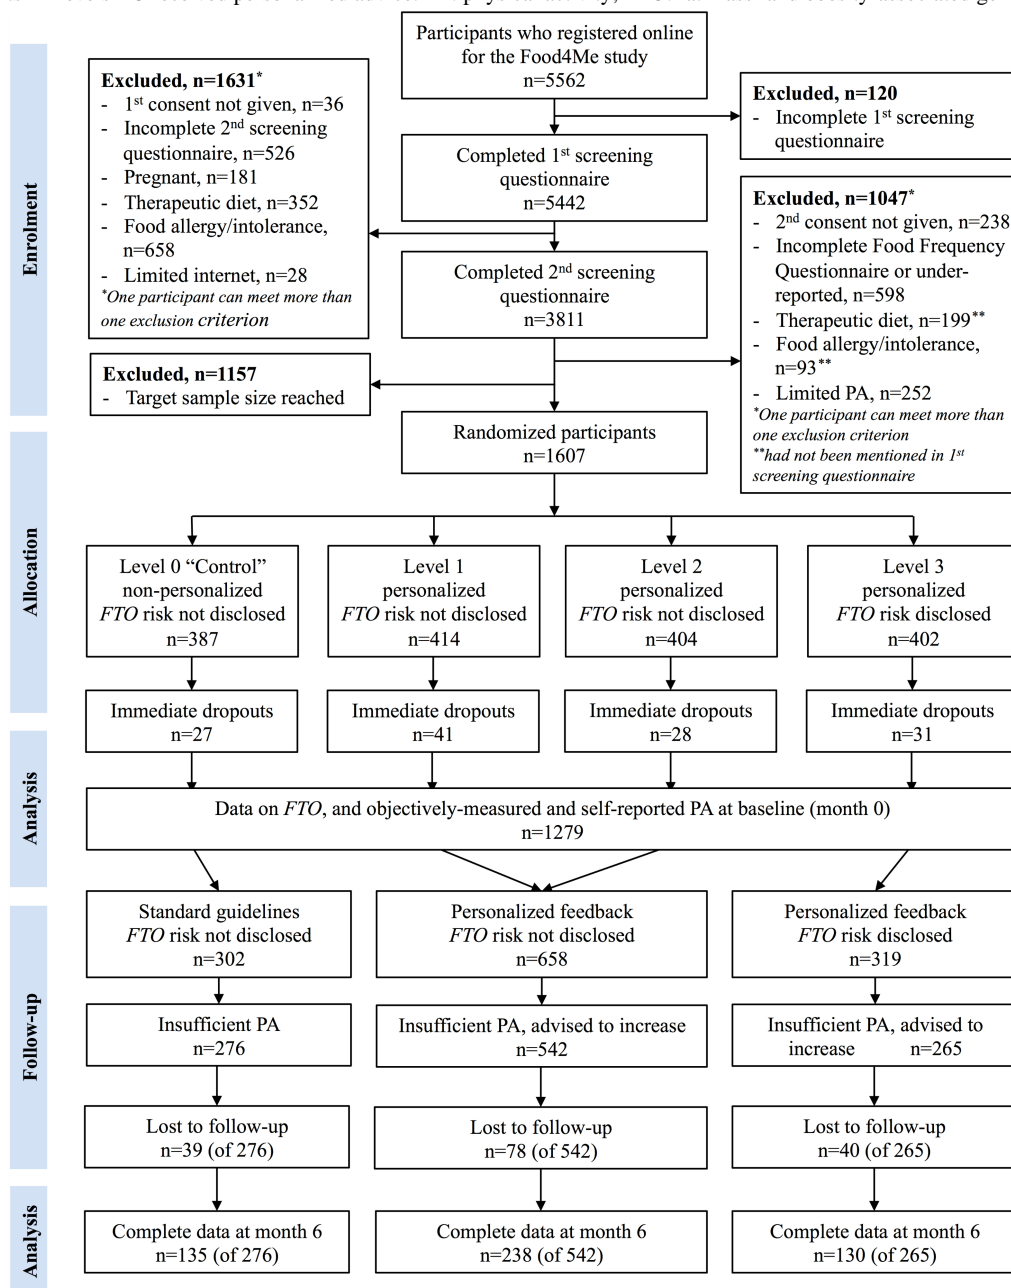 Participants who registered online
for the Food4Me study
n=5562
Excluded, n=1631*
- 1st consent not given, n=36
- Incomplete 2nd screening
questionnaire, n=526
- Pregnant, n=181
- Therapeutic diet, n=352
- Food allergy/intolerance,
n=658
- Limited internet, n=28
*One participant can meet more than
one exclusion criterion
Excluded, n=120
- Incomplete 1st screening
questionnaire
Enrolment
Completed 1st screening
questionnaire
n=5442
Excluded, n=1047*
- 2nd consent not given, n=238
- Incomplete Food Frequency
Questionnaire or under-
reported, n=598
- Therapeutic diet, n=199**
- Food allergy/intolerance,
n=93**
- Limited PA, n=252
*One participant can meet more than
one exclusion criterion
**had not been mentioned in 1st
screening questionnaire
Completed 2nd screening
questionnaire
n=3811
Excluded, n=1157
- Target sample size reached
Randomized participants
n=1607
Allocation
Level 0 “Control”
non-personalized
FTO risk not disclosed
n=387
Level 1
personalized
FTO risk not disclosed
n=414
Level 2
personalized
FTO risk not disclosed
n=404
Level 3
personalized
FTO risk disclosed
n=402
Immediate dropouts
n=27
Immediate dropouts
n=41
Immediate dropouts
n=28
Immediate dropouts
n=31
Analysis
Data on FTO, and objectively-measured and self-reported PA at baseline (month 0)
n=1279
Follow-up
Standard guidelines
FTO risk not disclosed
n=302
Personalized feedback
FTO risk not disclosed
n=658
Personalized feedback
FTO risk disclosed
n=319
Insufficient PA
n=276
Insufficient PA, advised to increase
n=542
Insufficient PA, advised to
increase n=265
Lost to follow-up
n=39 (of 276)
Lost to follow-up
n=78 (of 542)
Lost to follow-up
n=40 (of 265)
Analysis
Complete data at month 6
n=135 (of 276)
Complete data at month 6
n=238 (of 542)
Complete data at month 6
n=130 (of 265)